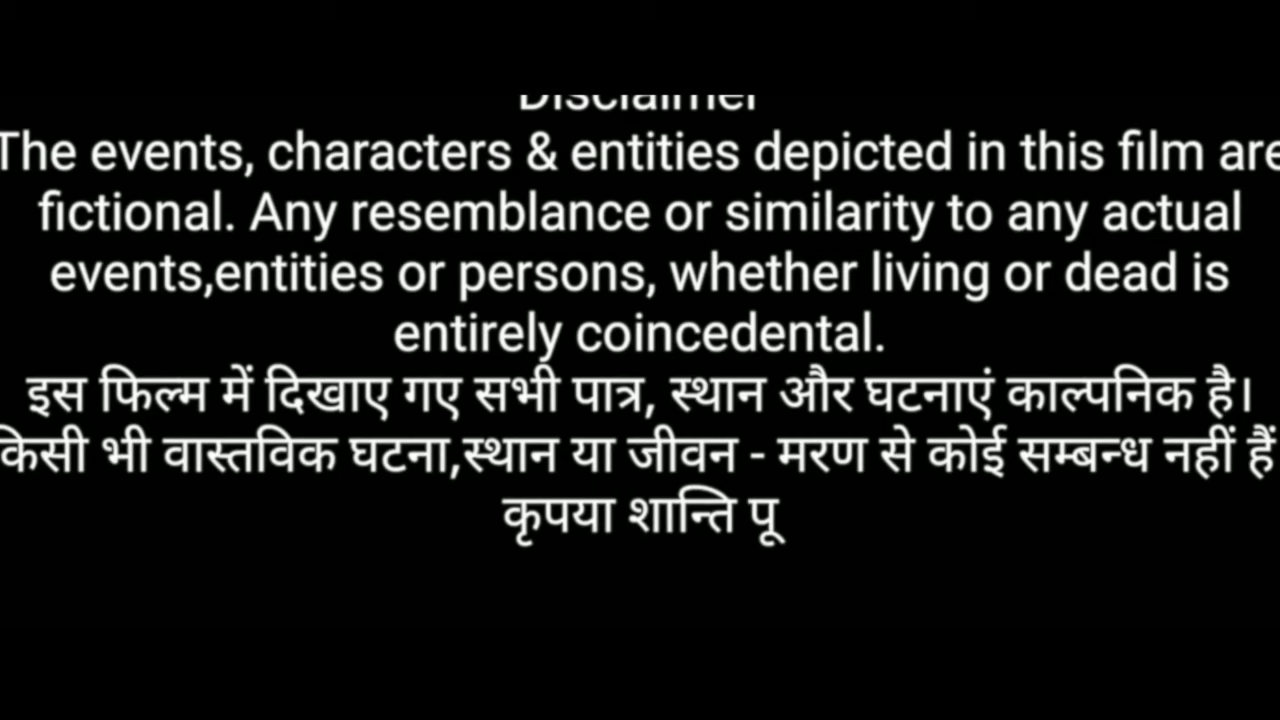 Disclaimer
The events, characters & entities depicted in this film are
fictional. Any resemblance or similarity to any actual
events,entities or persons, whether living or dead is
entirely coincedental.
इस फिल्म में दिखाए गए सभी पात्र, स्थान और घटनाएं काल्पनिक है।
किसी भी वास्तविक घटना,स्थान या जीवन - मरण से कोई सम्बन्ध नहीं हैं
कृपया शान्ति पू